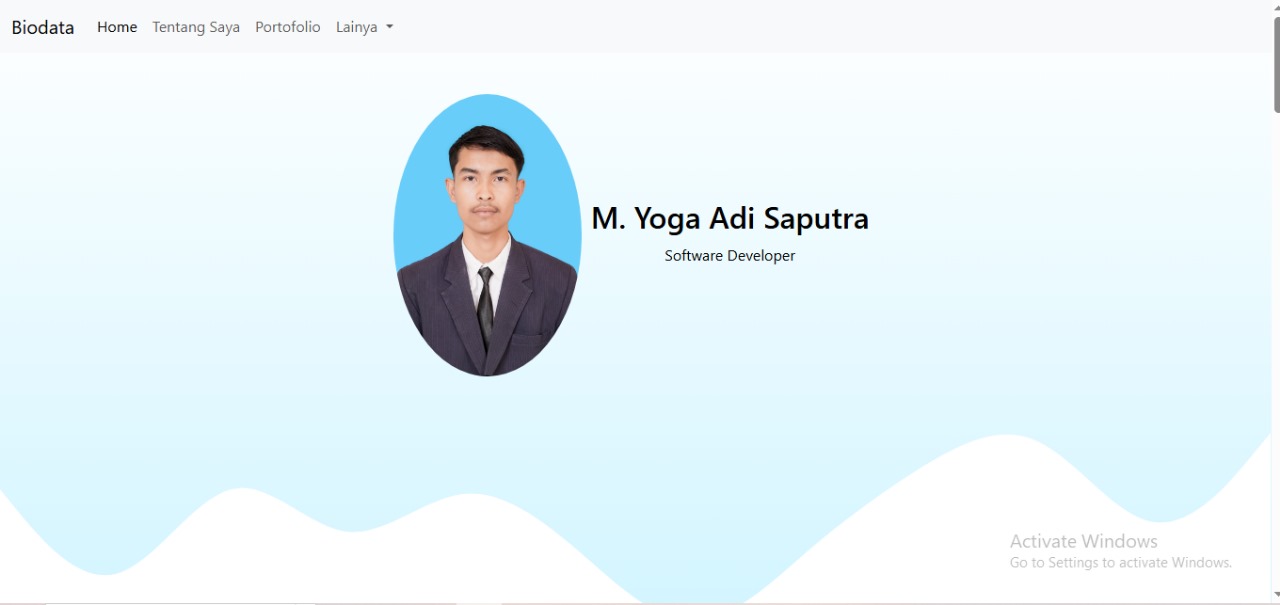 Biodata Home Tentang Saya Portofolio Lainya
M. Yoga Adi Saputra
Software Developer
Activate Windows
Go to Settings to activate Windows.